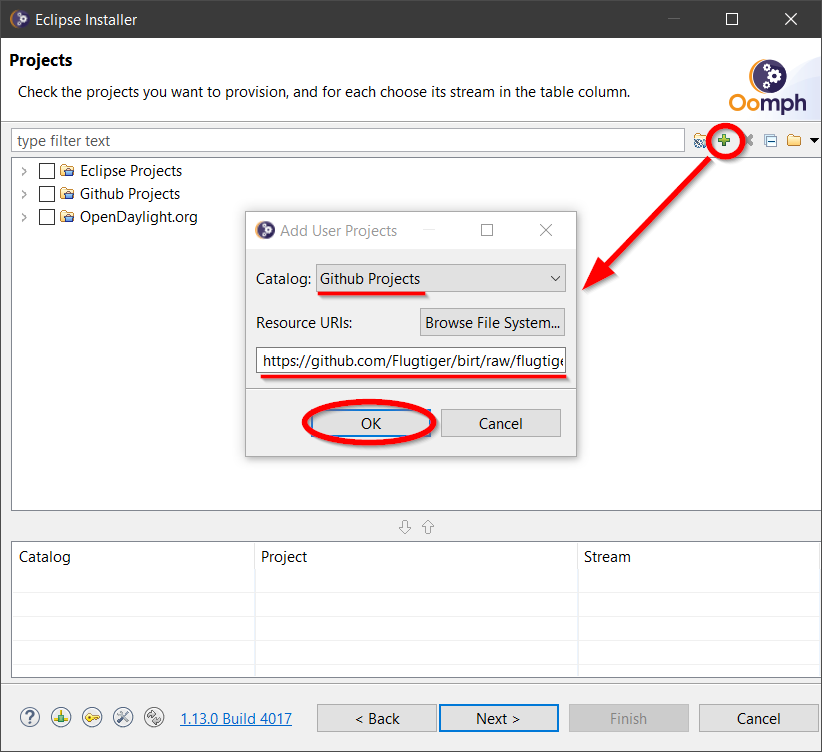 Eclipse Installer
Projects
Check the projects you want to provision, and for each choose its stream in the table column.
Oomph
type filter text
Eclipse Projects
Github Projects
OpenDaylight.org
Add User Projects
Catalog: Github Projects
Resource URIs: Browse File System...
https://github.com/Flugtiger/birt/raw/flugtige
OK Cancel
Catalog Project Stream
1.13.0 Build 4017 < Back Next > Finish Cancel